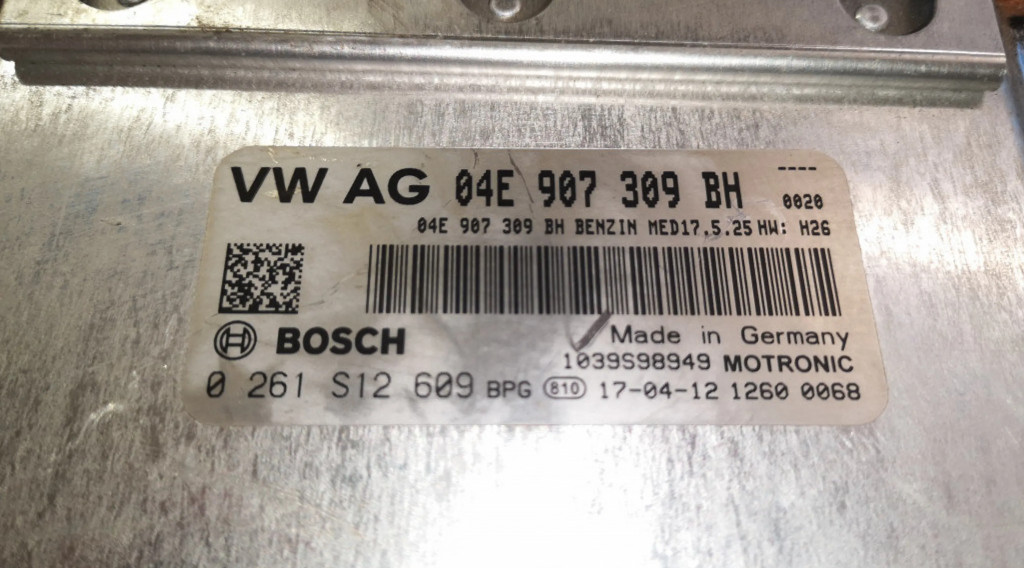 VW AG 04E 907 309 BH ---- 0020
04E 907 309 BH BENZIN MED17.5.25 HW: H26
BOSCH Made in Germany
1039S98949 MOTRONIC
0 261 S12 609 BPG 810 17-04-12 1260 0068